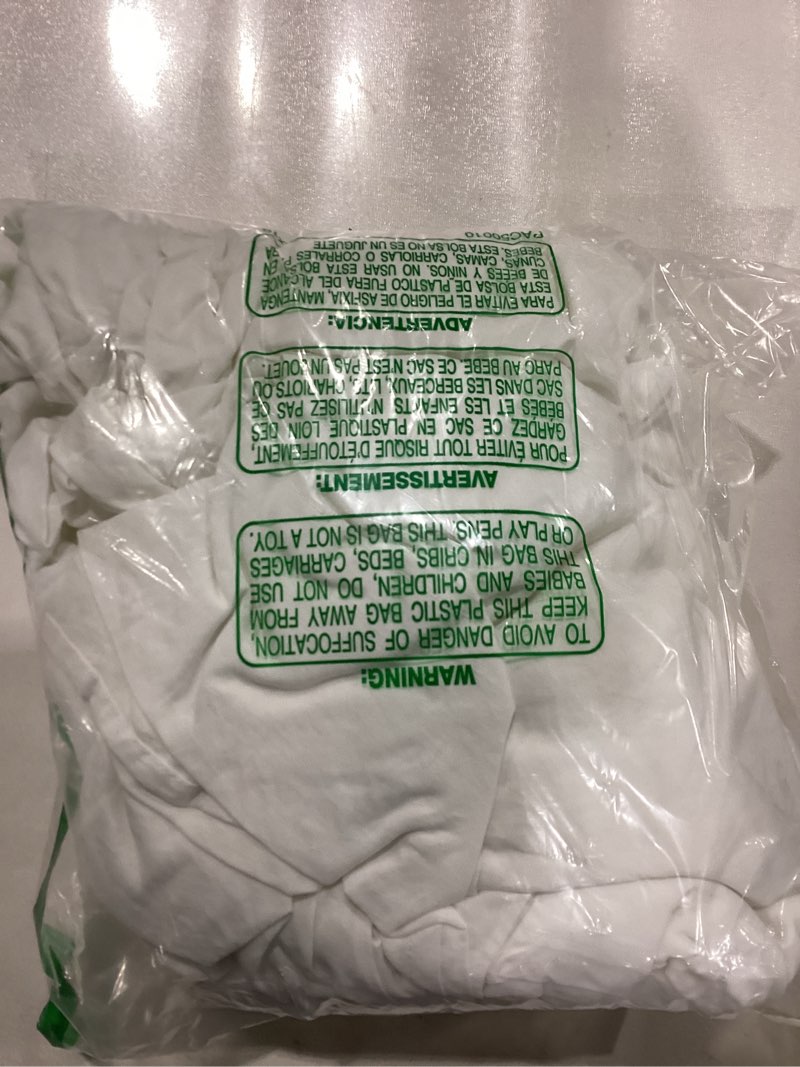 WARNING:
TO AVOID DANGER OF SUFFOCATION,
KEEP THIS PLASTIC BAG AWAY FROM
BABIES AND CHILDREN, DO NOT USE
THIS BAG IN CRIBS, BEDS, CARRIAGES
OR PLAY PENS. THIS BAG IS NOT A TOY.
AVERTISSEMENT:
POUR ÉVITER TOUT RISQUE D'ÉTOUFFEMENT,
GARDEZ CE SAC EN PLASTIQUE LOIN DES
BÉBÉS ET LES ENFACTS N'UTILISEZ PAS CE
SAC DANS LES BERCEAUX, LITS, CHARIOTS OU
PARC AU BEBE. CE SAC N'EST PAS UN JOUET.
ADVERTENCIA:
PARA EVITAR EL PELIGRO DE ASFIXIA, MANTENGA
ESTA BOLSA DE PLASTICO FUERA DEL ALCANCE
DE BEEES Y NIÑOS. NO USAR ESTA BOLSA EN
CUNAS, CAMAS, CARRIOLAS O CORRALES
BEBES, ESTA BOLSA NO ES UN JUGUETE